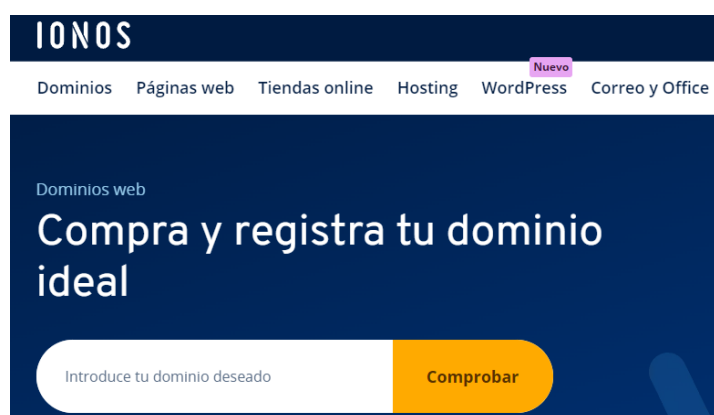 IONOS
Nuevo
Dominios Páginas web Tiendas online Hosting WordPress Correo y Office
Dominios web
Compra y registra tu dominio
ideal
Introduce tu dominio deseado Comprobar